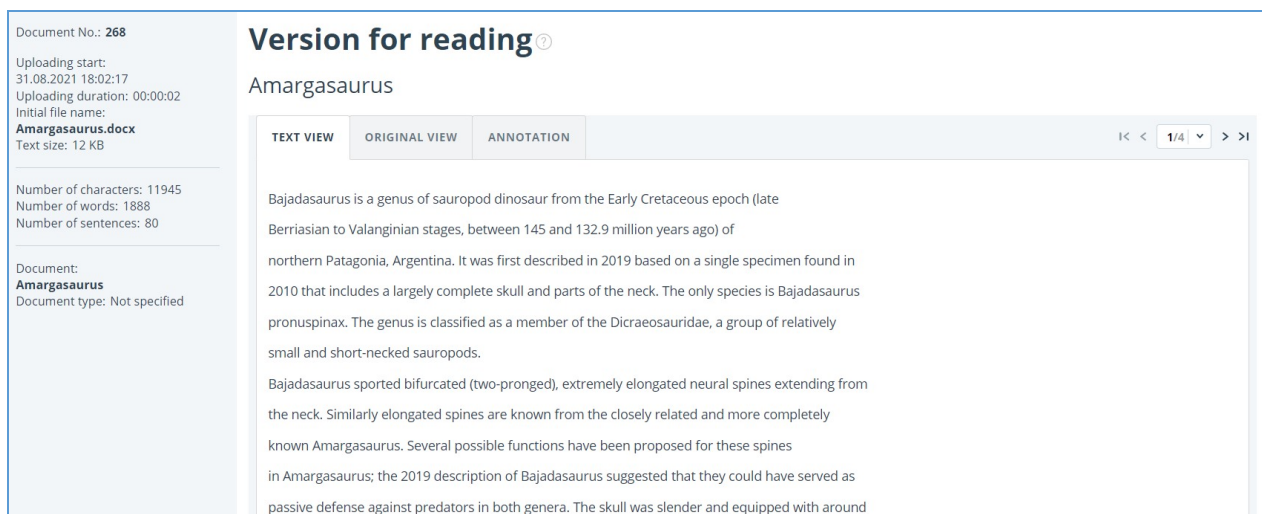 Document No.: 268
Uploading start:
31.08.2021 18:02:17
Uploading duration: 00:00:02
Initial file name:
Amargasaurus.docx
Text size: 12 KB
Number of characters: 11945
Number of words: 1888
Number of sentences: 80
Document:
Amargasaurus
Document type: Not specified
Version for reading ?
Amargasaurus
TEXT VIEW ORIGINAL VIEW ANNOTATION 1/4
Bajadasaurus is a genus of sauropod dinosaur from the Early Cretaceous epoch (late
Berriasian to Valanginian stages, between 145 and 132.9 million years ago) of
northern Patagonia, Argentina. It was first described in 2019 based on a single specimen found in
2010 that includes a largely complete skull and parts of the neck. The only species is Bajadasaurus
pronuspinax. The genus is classified as a member of the Dicraeosauridae, a group of relatively
small and short-necked sauropods.
Bajadasaurus sported bifurcated (two-pronged), extremely elongated neural spines extending from
the neck. Similarly elongated spines are known from the closely related and more completely
known Amargasaurus. Several possible functions have been proposed for these spines
in Amargasaurus; the 2019 description of Bajadasaurus suggested that they could have served as
passive defense against predators in both genera. The skull was slender and equipped with around